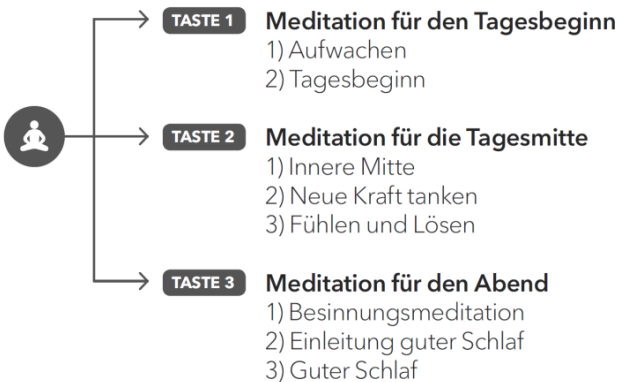 TASTE 1 Meditation für den Tagesbeginn
1) Aufwachen
2) Tagesbeginn
TASTE 2 Meditation für die Tagesmitte
1) Innere Mitte
2) Neue Kraft tanken
3) Fühlen und Lösen
TASTE 3 Meditation für den Abend
1) Besinnungsmeditation
2) Einleitung guter Schlaf
3) Guter Schlaf